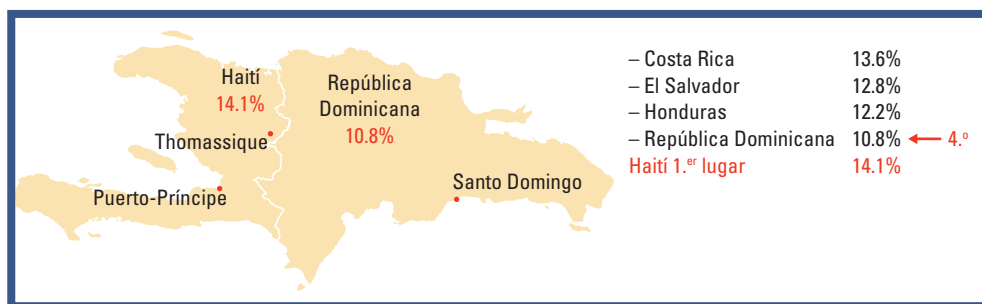 Haití
14.1%
República
Dominicana
10.8%
Thomassique
Puerto-Príncipe
Santo Domingo
– Costa Rica 13.6%
– El Salvador 12.8%
– Honduras 12.2%
– República Dominicana 10.8% ← 4.º
Haití 1.er lugar 14.1%